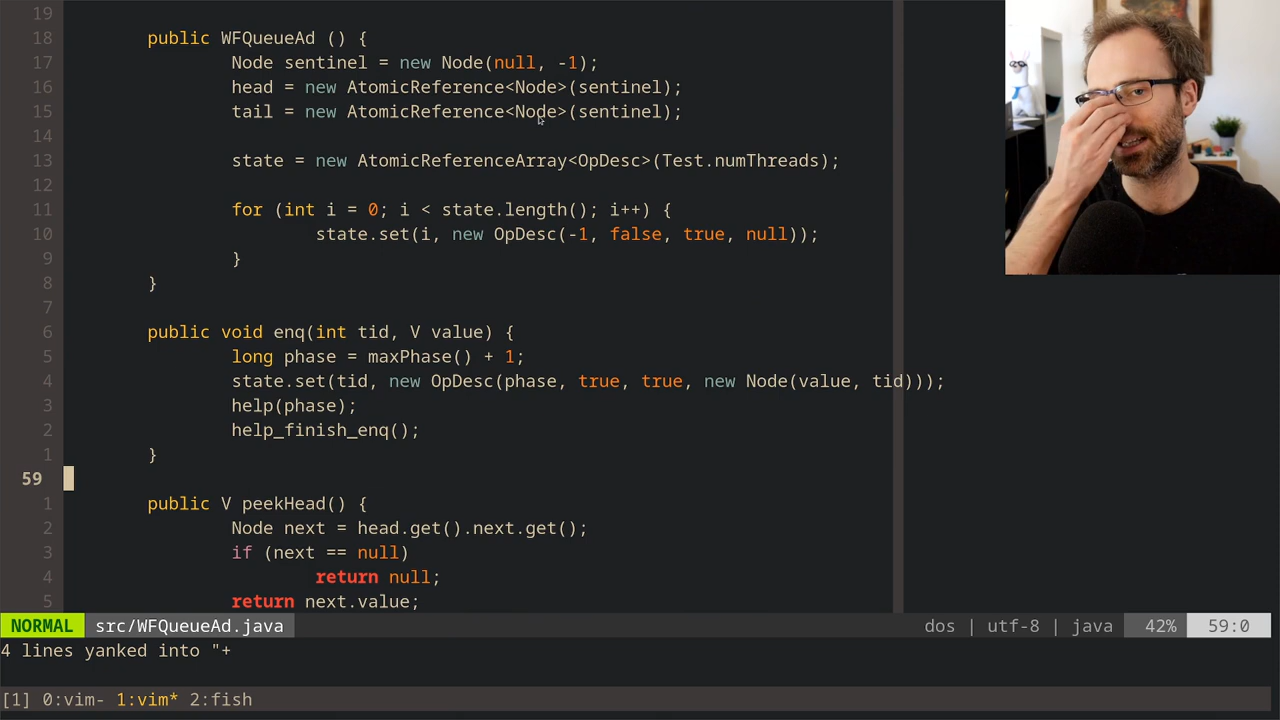 19
18 public WFQueueAd () {
17 Node sentinel = new Node(null, -1);
16 head = new AtomicReference<Node>(sentinel);
15 tail = new AtomicReference<Node>(sentinel);
14
13 state = new AtomicReferenceArray<OpDesc>(Test.numThreads);
12
11 for (int i = 0; i < state.length(); i++) {
10 state.set(i, new OpDesc(-1, false, true, null));
9 }
8 }
7
6 public void enq(int tid, V value) {
5 long phase = maxPhase() + 1;
4 state.set(tid, new OpDesc(phase, true, true, new Node(value, tid)));
3 help(phase);
2 help_finish_enq();
1 }
59
1 public V peekHead() {
2 Node next = head.get().next.get();
3 if (next == null)
4 return null;
5 return next.value;
NORMAL src/WFQueueAd.java dos | utf-8 | java 42% 59:0
4 lines yanked into "+
[1] 0:vim- 1:vim* 2:fish